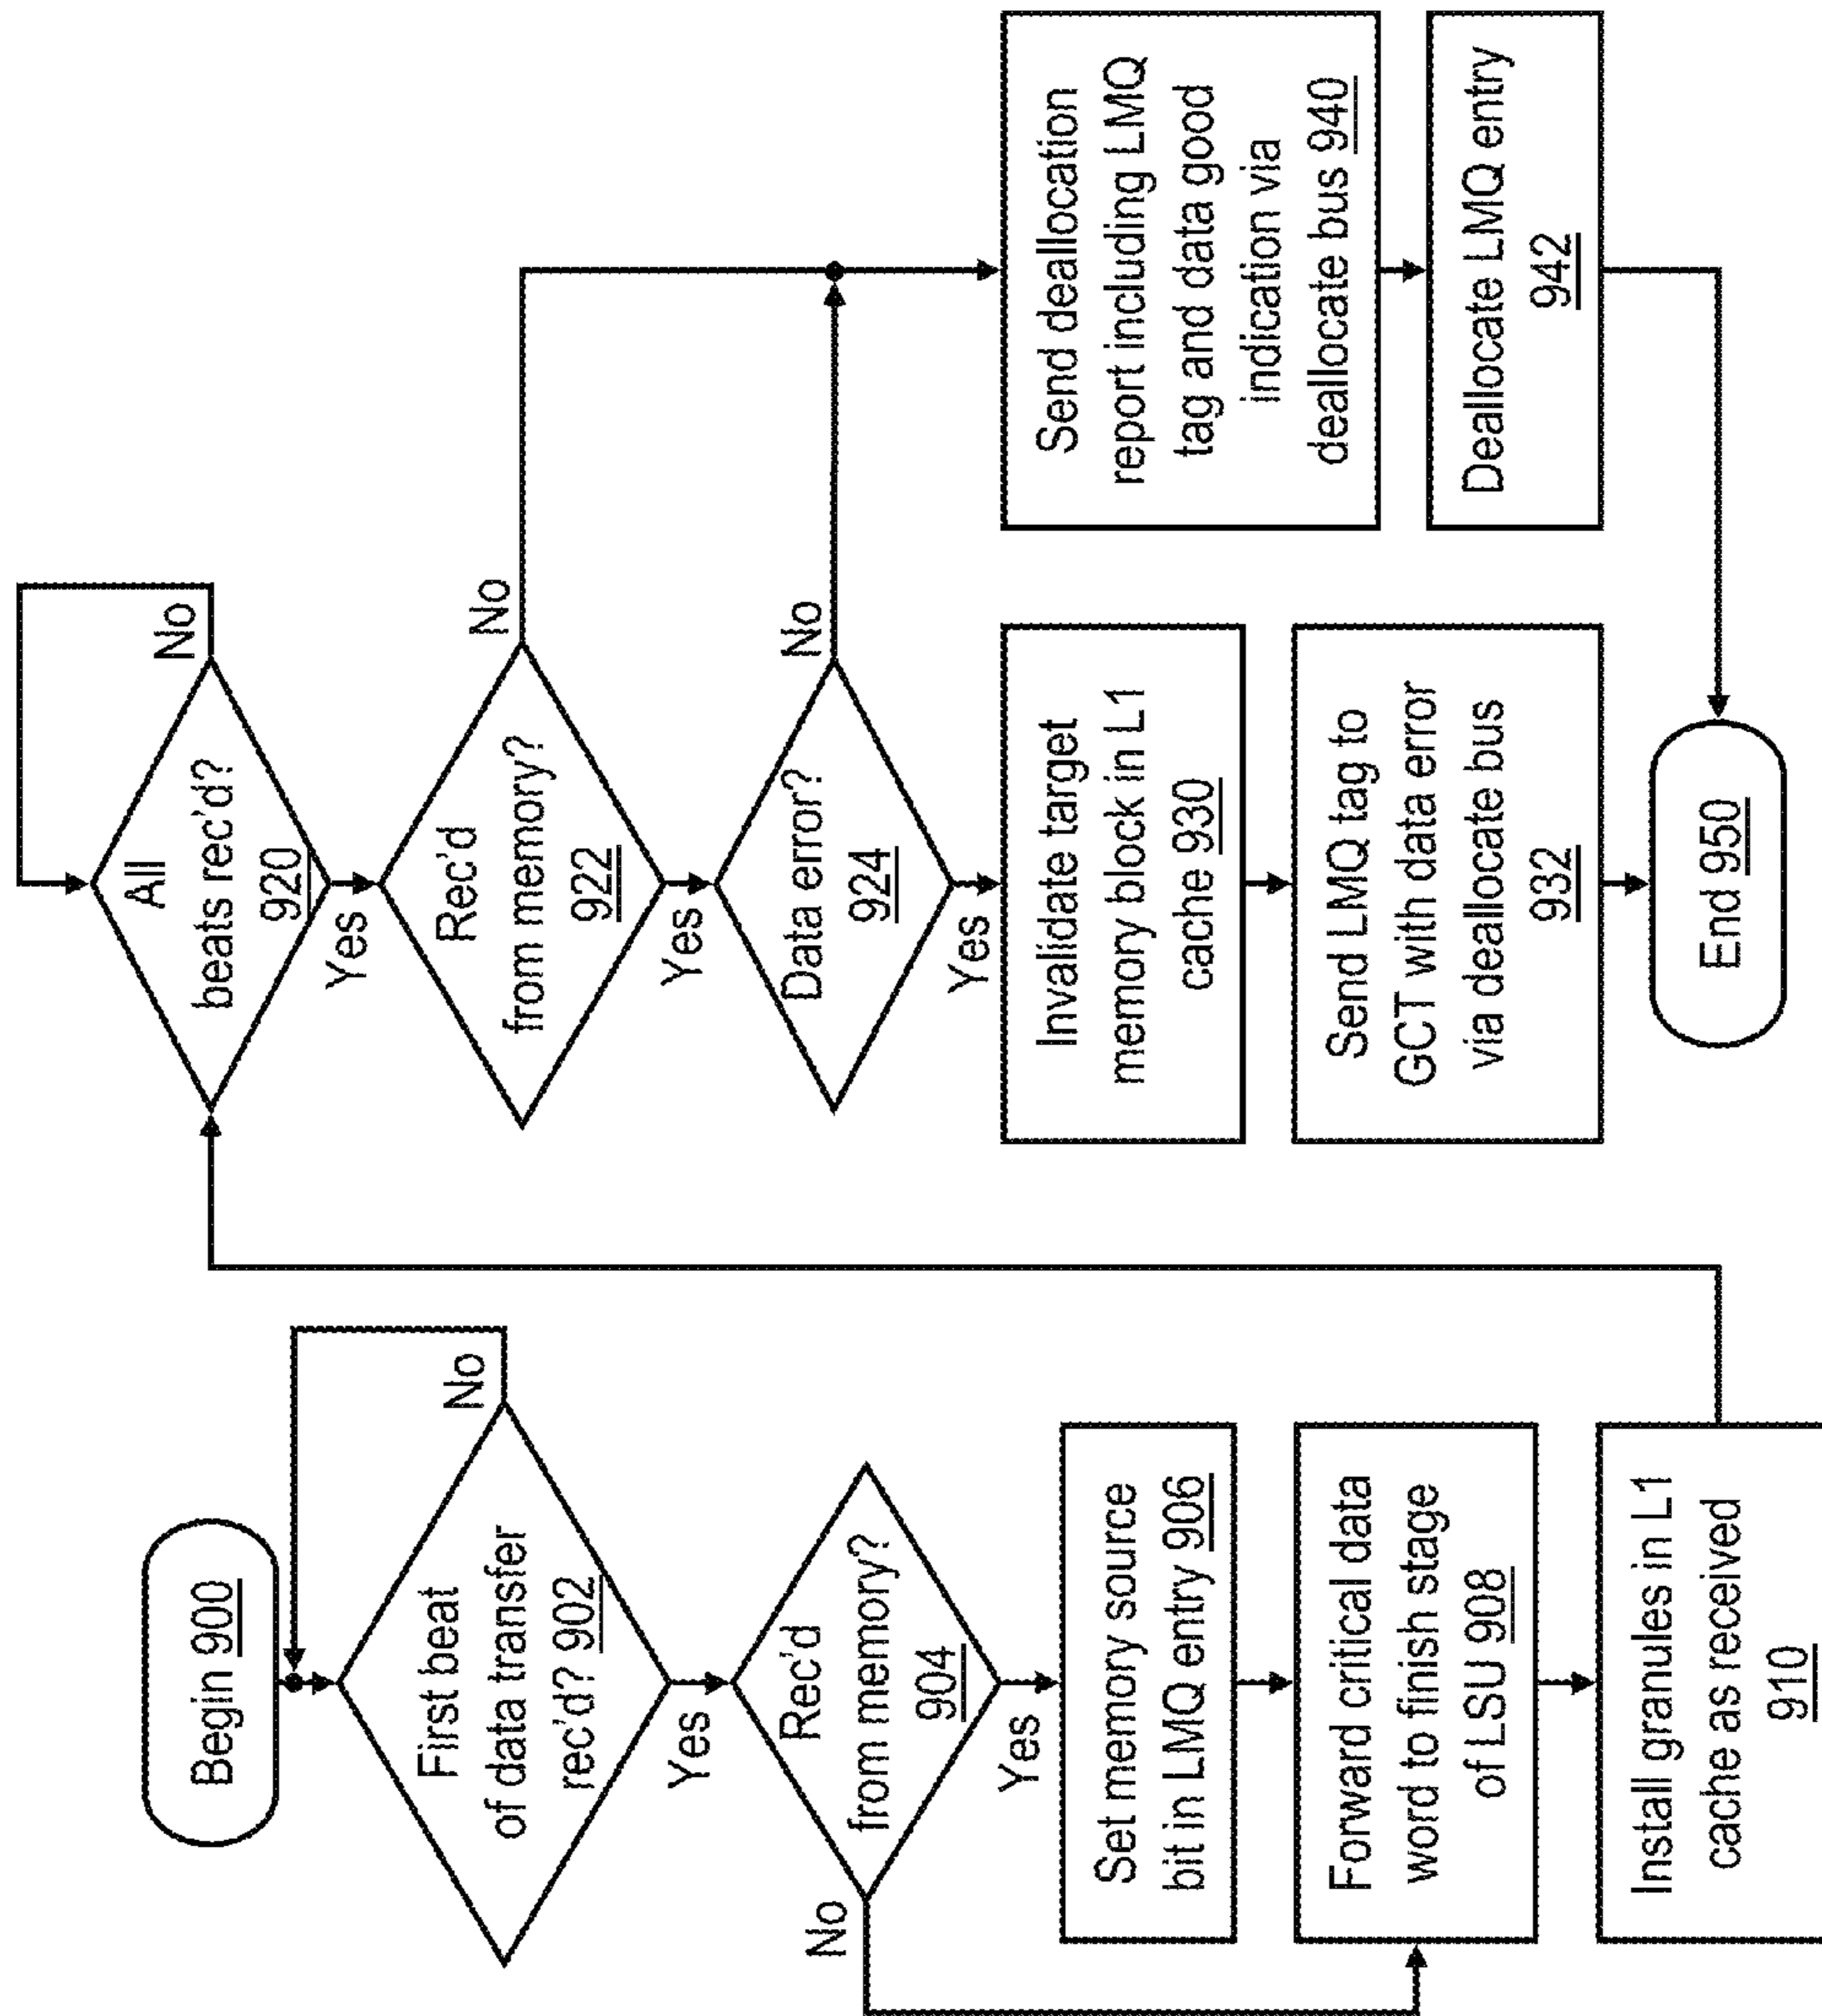 Begin 900
First beat
of data transfer
rec'd? 902
No
Yes
Rec'd
from memory?
904
No
Yes
Set memory source
bit in LMQ entry 906
Forward critical data
word to finish stage
of LSU 908
Install granules in L1
cache as received
910
All
beats rec'd?
920
No
Yes
Rec'd
from memory?
922
No
Yes
Data error?
924
No
Yes
Invalidate target
memory block in L1
cache 930
Send LMQ tag to
GCT with data error
via deallocate bus
932
Send deallocation
report including LMQ
tag and data good
indication via
deallocate bus 940
Deallocate LMQ entry
942
End 950